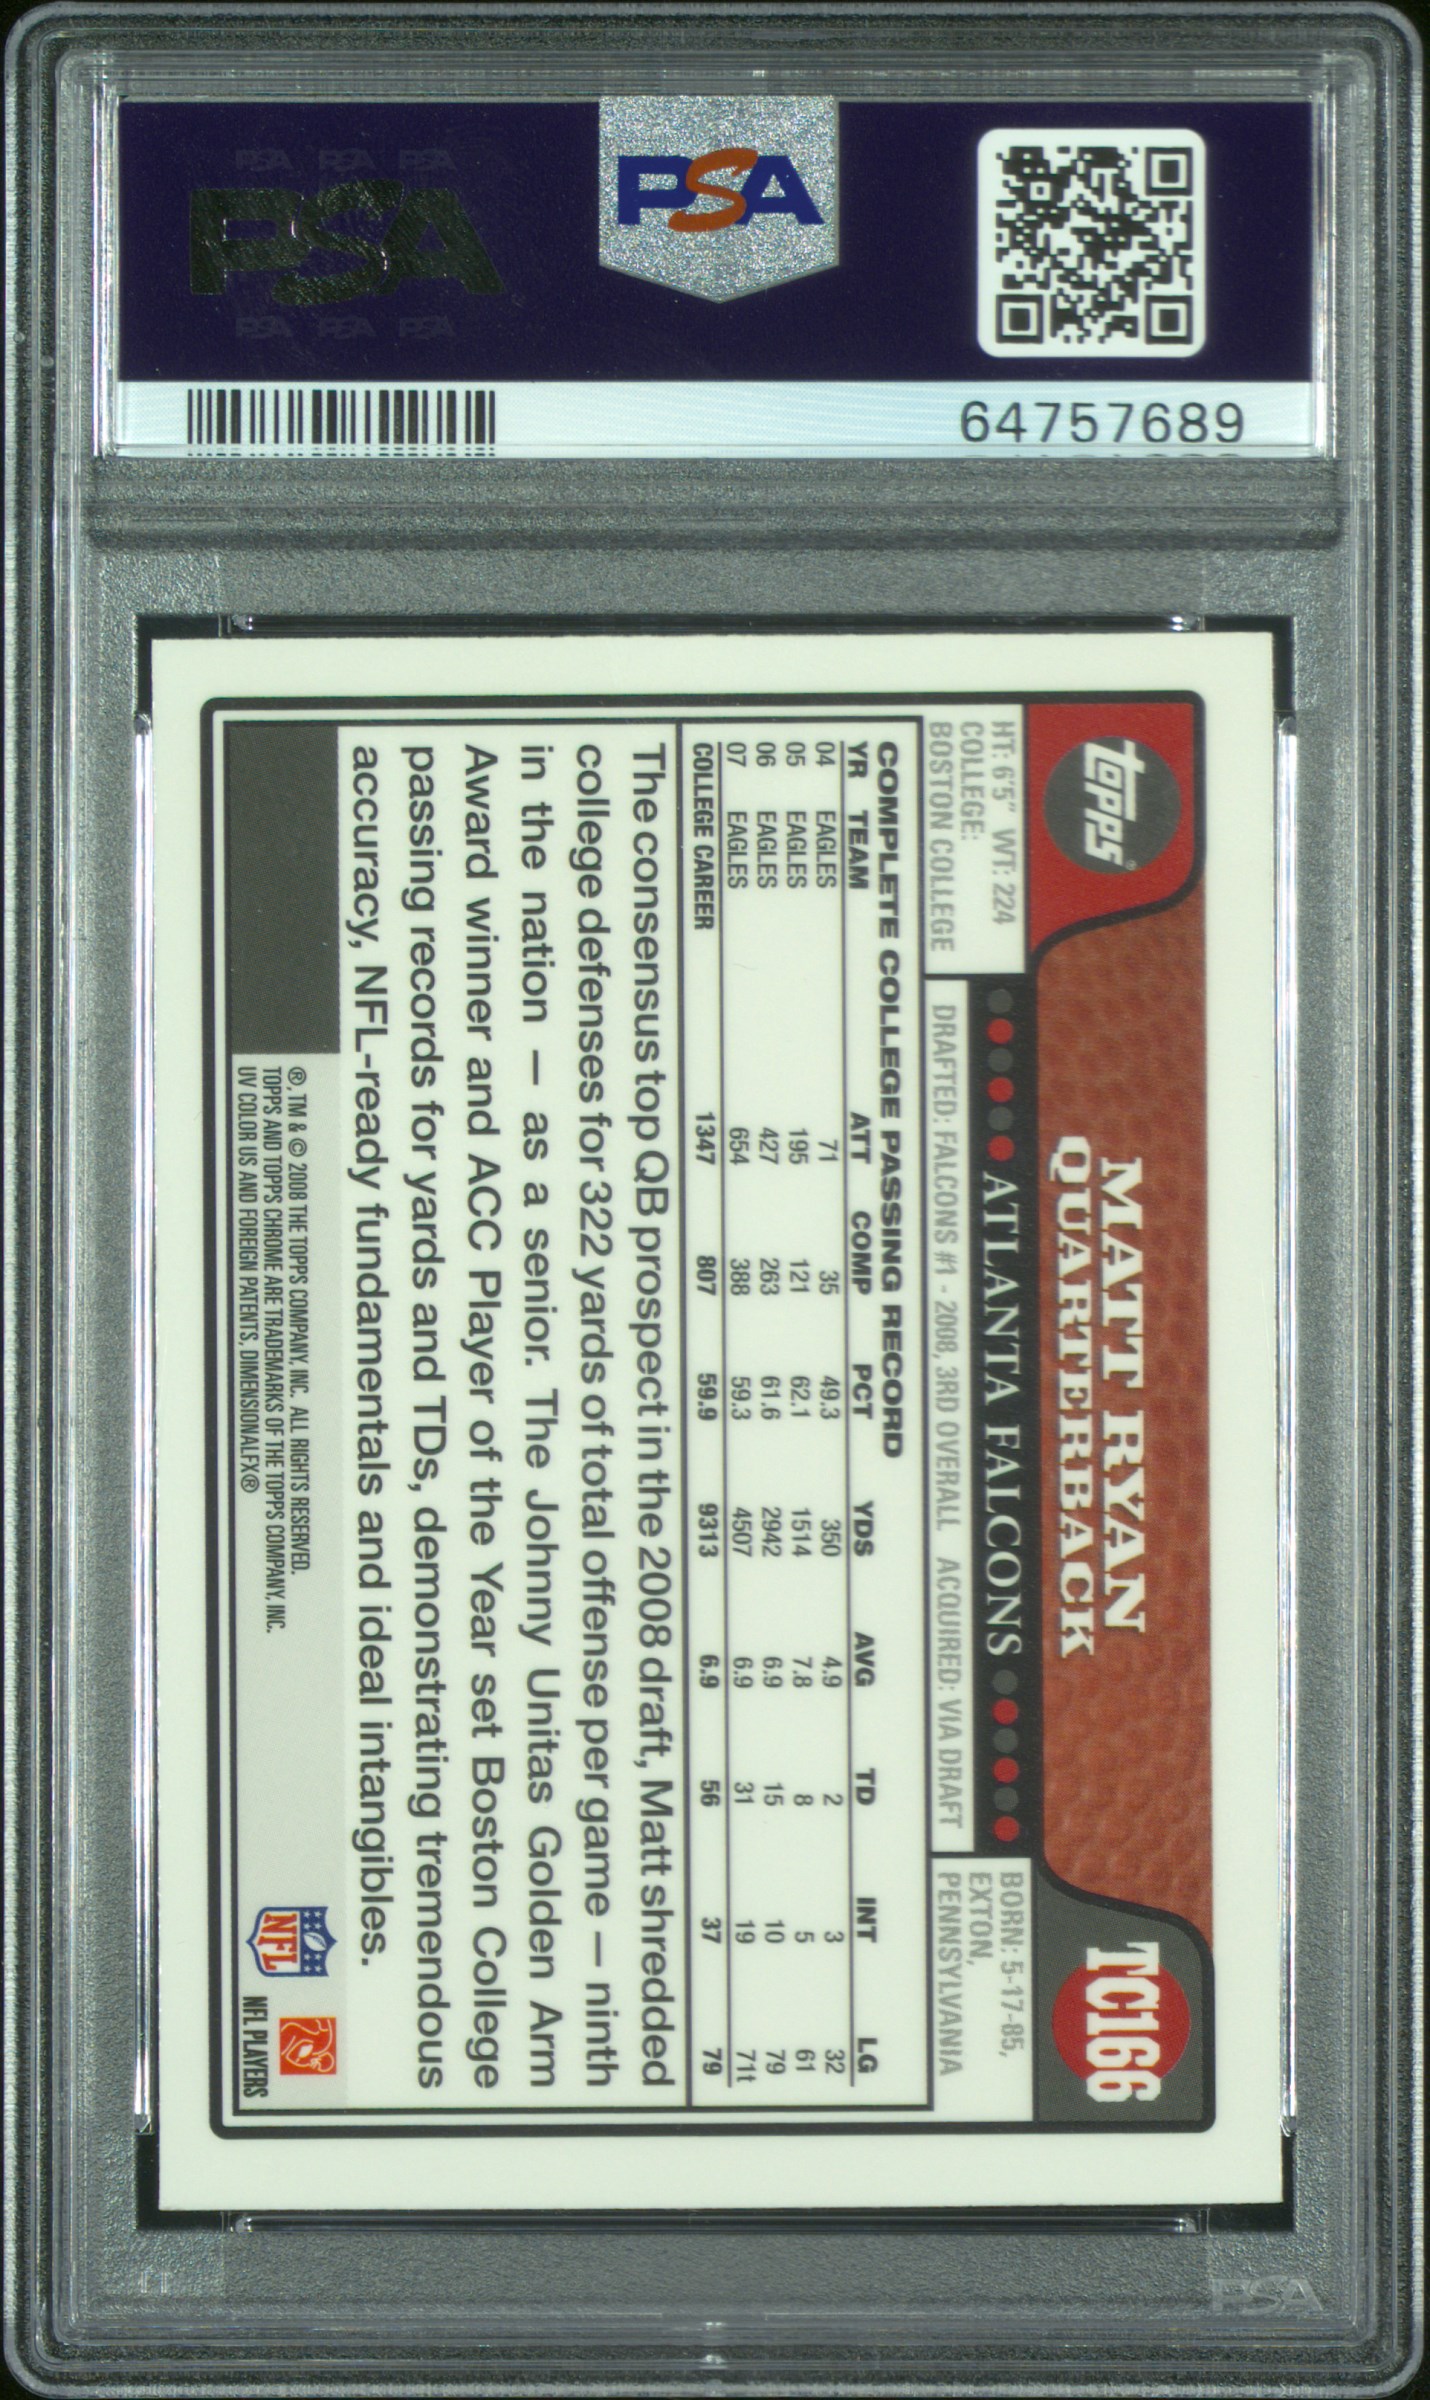 PSA PSA PSA
PSA
PSA PSA PSA
PSA
64757689
topps®
MATT RYAN
QUARTERBACK
TC166
HT: 6'5" WT: 224
COLLEGE:
BOSTON COLLEGE
ATLANTA FALCONS
DRAFTED: FALCONS #1 - 2008, 3RD OVERALL ACQUIRED: VIA DRAFT
BORN: 5-17-85,
EXTON,
PENNSYLVANIA
COMPLETE COLLEGE PASSING RECORD
YR TEAM ATT COMP PCT YDS AVG TD INT LG
04 EAGLES 71 35 49.3 350 4.9 2 3 32
05 EAGLES 195 121 62.1 1514 7.8 8 5 61
06 EAGLES 427 263 61.6 2942 6.9 15 10 79
07 EAGLES 654 388 59.3 4507 6.9 31 19 71t
COLLEGE CAREER 1347 807 59.9 9313 6.9 56 37 79
The consensus top QB prospect in the 2008 draft, Matt shredded
college defenses for 322 yards of total offense per game — ninth
in the nation — as a senior. The Johnny Unitas Golden Arm
Award winner and ACC Player of the Year set Boston College
passing records for yards and TDs, demonstrating tremendous
accuracy, NFL-ready fundamentals and ideal intangibles.
®, TM & © 2008 THE TOPPS COMPANY, INC. ALL RIGHTS RESERVED.
TOPPS AND TOPPS CHROME ARE TRADEMARKS OF THE TOPPS COMPANY, INC.
UV COLOR US AND FOREIGN PATENTS, DIMENSIONALFX®
NFL
NFL PLAYERS
PSA